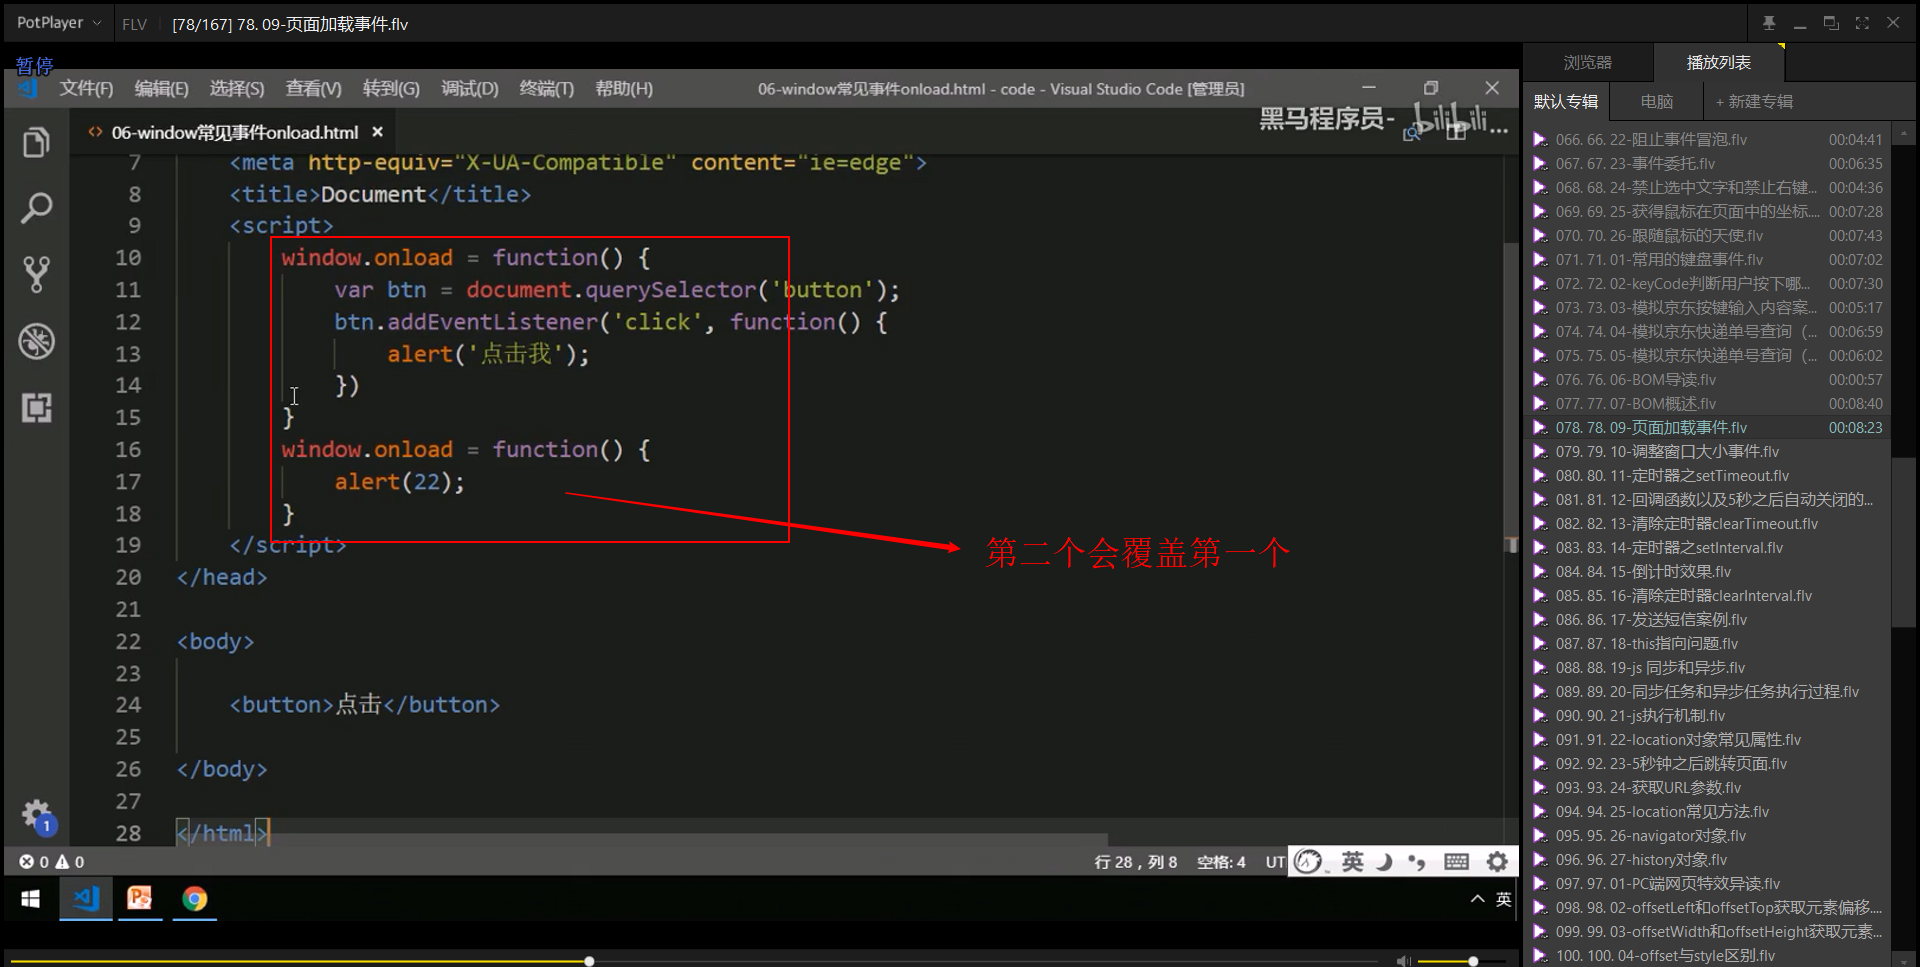 PotPlayer
FLV
[78/167] 78. 09-页面加载事件.flv
暂停
文件(F) 编辑(E) 选择(S) 查看(V) 转到(G) 调试(D) 终端(T) 帮助(H)
06-window常见事件onload.html - code - Visual Studio Code [管理员]
06-window常见事件onload.html
黑马程序员- bilibili
7 <meta http-equiv="X-UA-Compatible" content="ie=edge">
8 <title>Document</title>
9 <script>
10 window.onload = function() {
11 var btn = document.querySelector('button');
12 btn.addEventListener('click', function() {
13 alert('点击我');
14 })
15 }
16 window.onload = function() {
17 alert(22);
18 }
19 </script>
第二个会覆盖第一个
20 </head>
21
22 <body>
23
24 <button>点击</button>
25
26 </body>
27
28 </html>
1
0 0
行 28，列 8 空格: 4 UT
英
英
浏览器 播放列表
默认专辑 电脑 + 新建专辑
066. 66. 22-阻止事件冒泡.flv 00:04:41
067. 67. 23-事件委托.flv 00:06:35
068. 68. 24-禁止选中文字和禁止右键... 00:04:36
069. 69. 25-获得鼠标在页面中的坐标.... 00:07:28
070. 70. 26-跟随鼠标的天使.flv 00:07:43
071. 71. 01-常用的键盘事件.flv 00:07:02
072. 72. 02-keyCode判断用户按下哪... 00:07:30
073. 73. 03-模拟京东按键输入内容案... 00:05:17
074. 74. 04-模拟京东快递单号查询（... 00:06:59
075. 75. 05-模拟京东快递单号查询（... 00:06:02
076. 76. 06-BOM导读.flv 00:00:57
077. 77. 07-BOM概述.flv 00:08:40
078. 78. 09-页面加载事件.flv 00:08:23
079. 79. 10-调整窗口大小事件.flv
080. 80. 11-定时器之setTimeout.flv
081. 81. 12-回调函数以及5秒之后自动关闭的...
082. 82. 13-清除定时器clearTimeout.flv
083. 83. 14-定时器之setInterval.flv
084. 84. 15-倒计时效果.flv
085. 85. 16-清除定时器clearInterval.flv
086. 86. 17-发送短信案例.flv
087. 87. 18-this指向问题.flv
088. 88. 19-js 同步和异步.flv
089. 89. 20-同步任务和异步任务执行过程.flv
090. 90. 21-js执行机制.flv
091. 91. 22-location对象常见属性.flv
092. 92. 23-5秒钟之后跳转页面.flv
093. 93. 24-获取URL参数.flv
094. 94. 25-location常见方法.flv
095. 95. 26-navigator对象.flv
096. 96. 27-history对象.flv
097. 97. 01-PC端网页特效导读.flv
098. 98. 02-offsetLeft和offsetTop获取元素偏移....
099. 99. 03-offsetWidth和offsetHeight获取元素...
100. 100. 04-offset与style区别.flv